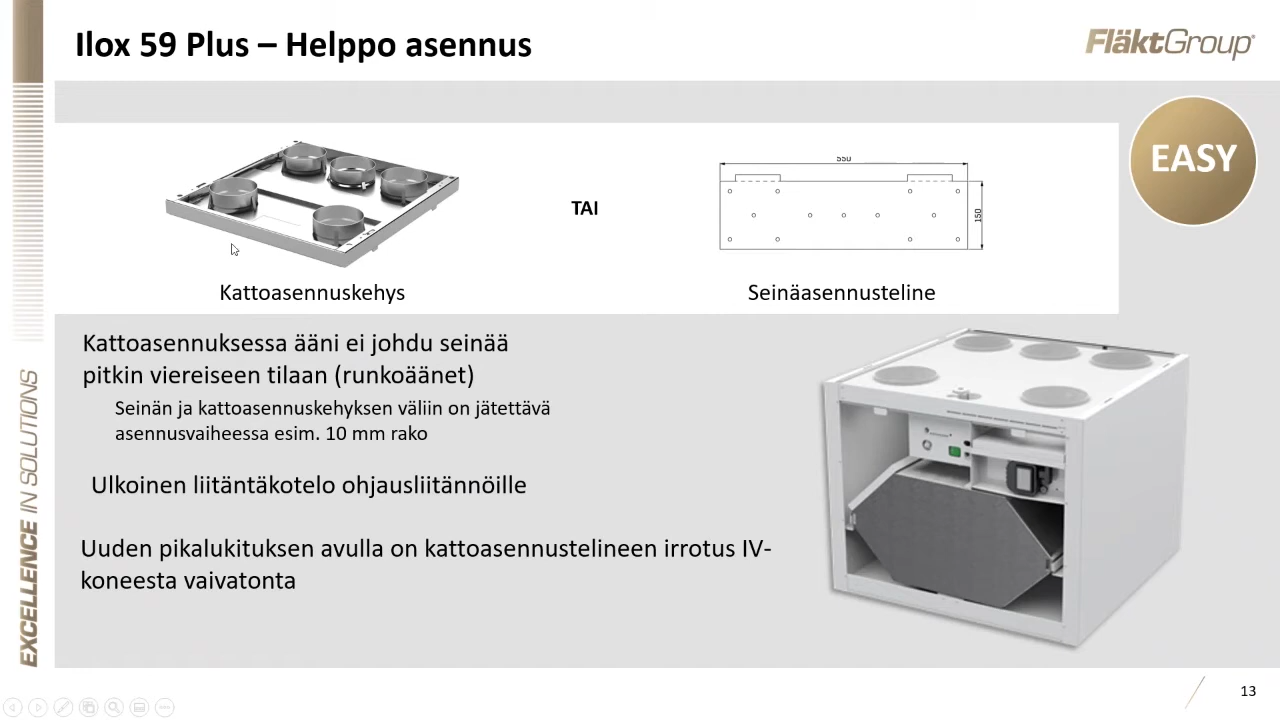 Ilox 59 Plus – Helppo asennus
FläktGroup
EASY
TAI
550
150
Kattoasennuskehys
Seinäasennusteline
Kattoasennuksessa ääni ei johdu seinää
pitkin viereiseen tilaan (runkoäänet)
Seinän ja kattoasennuskehyksen väliin on jätettävä
asennusvaiheessa esim. 10 mm rako
Ulkoinen liitäntäkotelo ohjausliitännöille
Uuden pikalukituksen avulla on kattoasennustelineen irrotus IV-
koneesta vaivatonta
EXCELLENCE IN SOLUTIONS
13